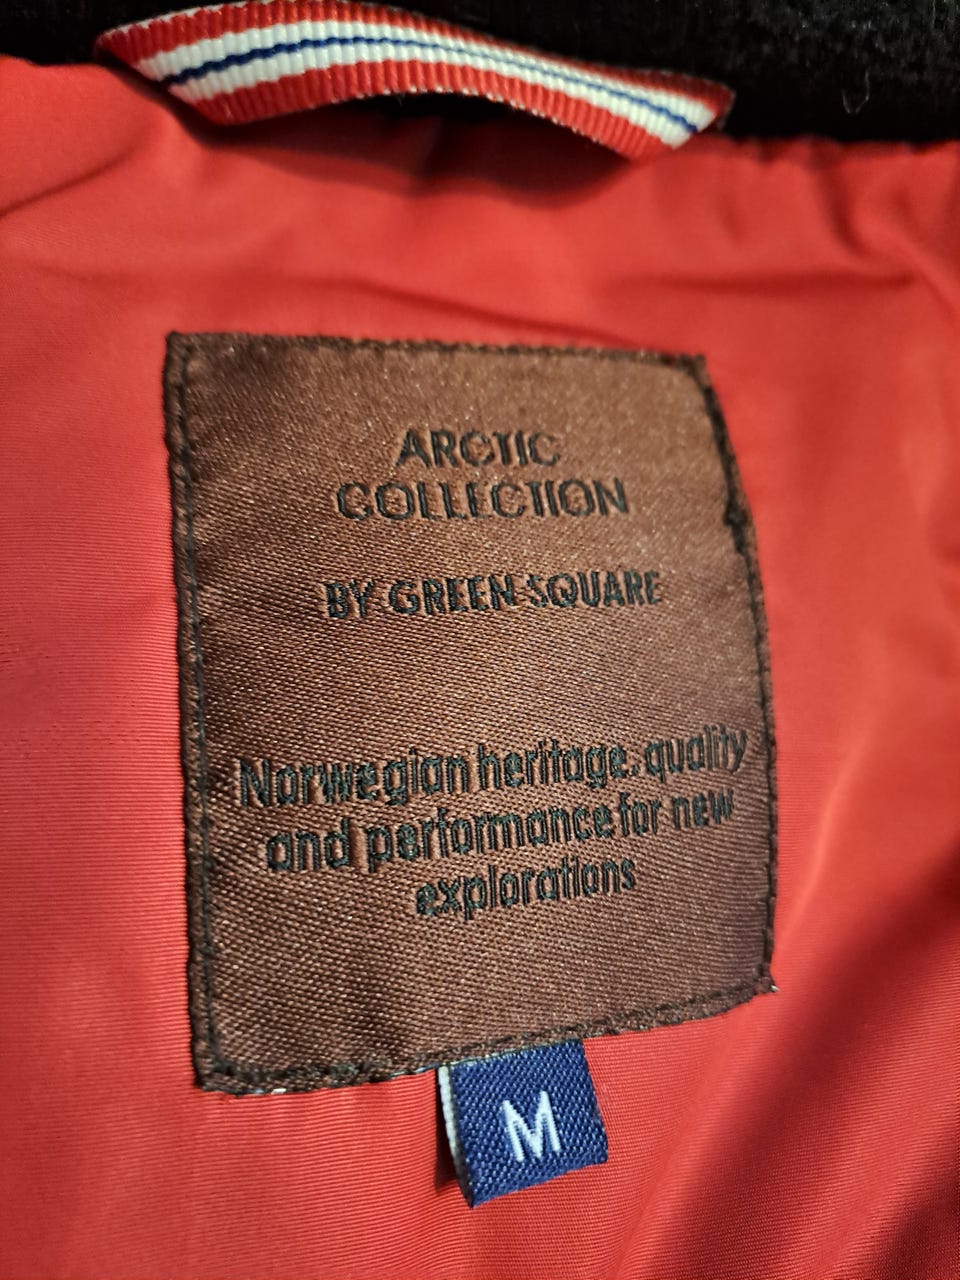 ARCTIC
COLLECTION
BY GREEN SQUARE
Norwegian heritage, quality
and performance for new
explorations
M